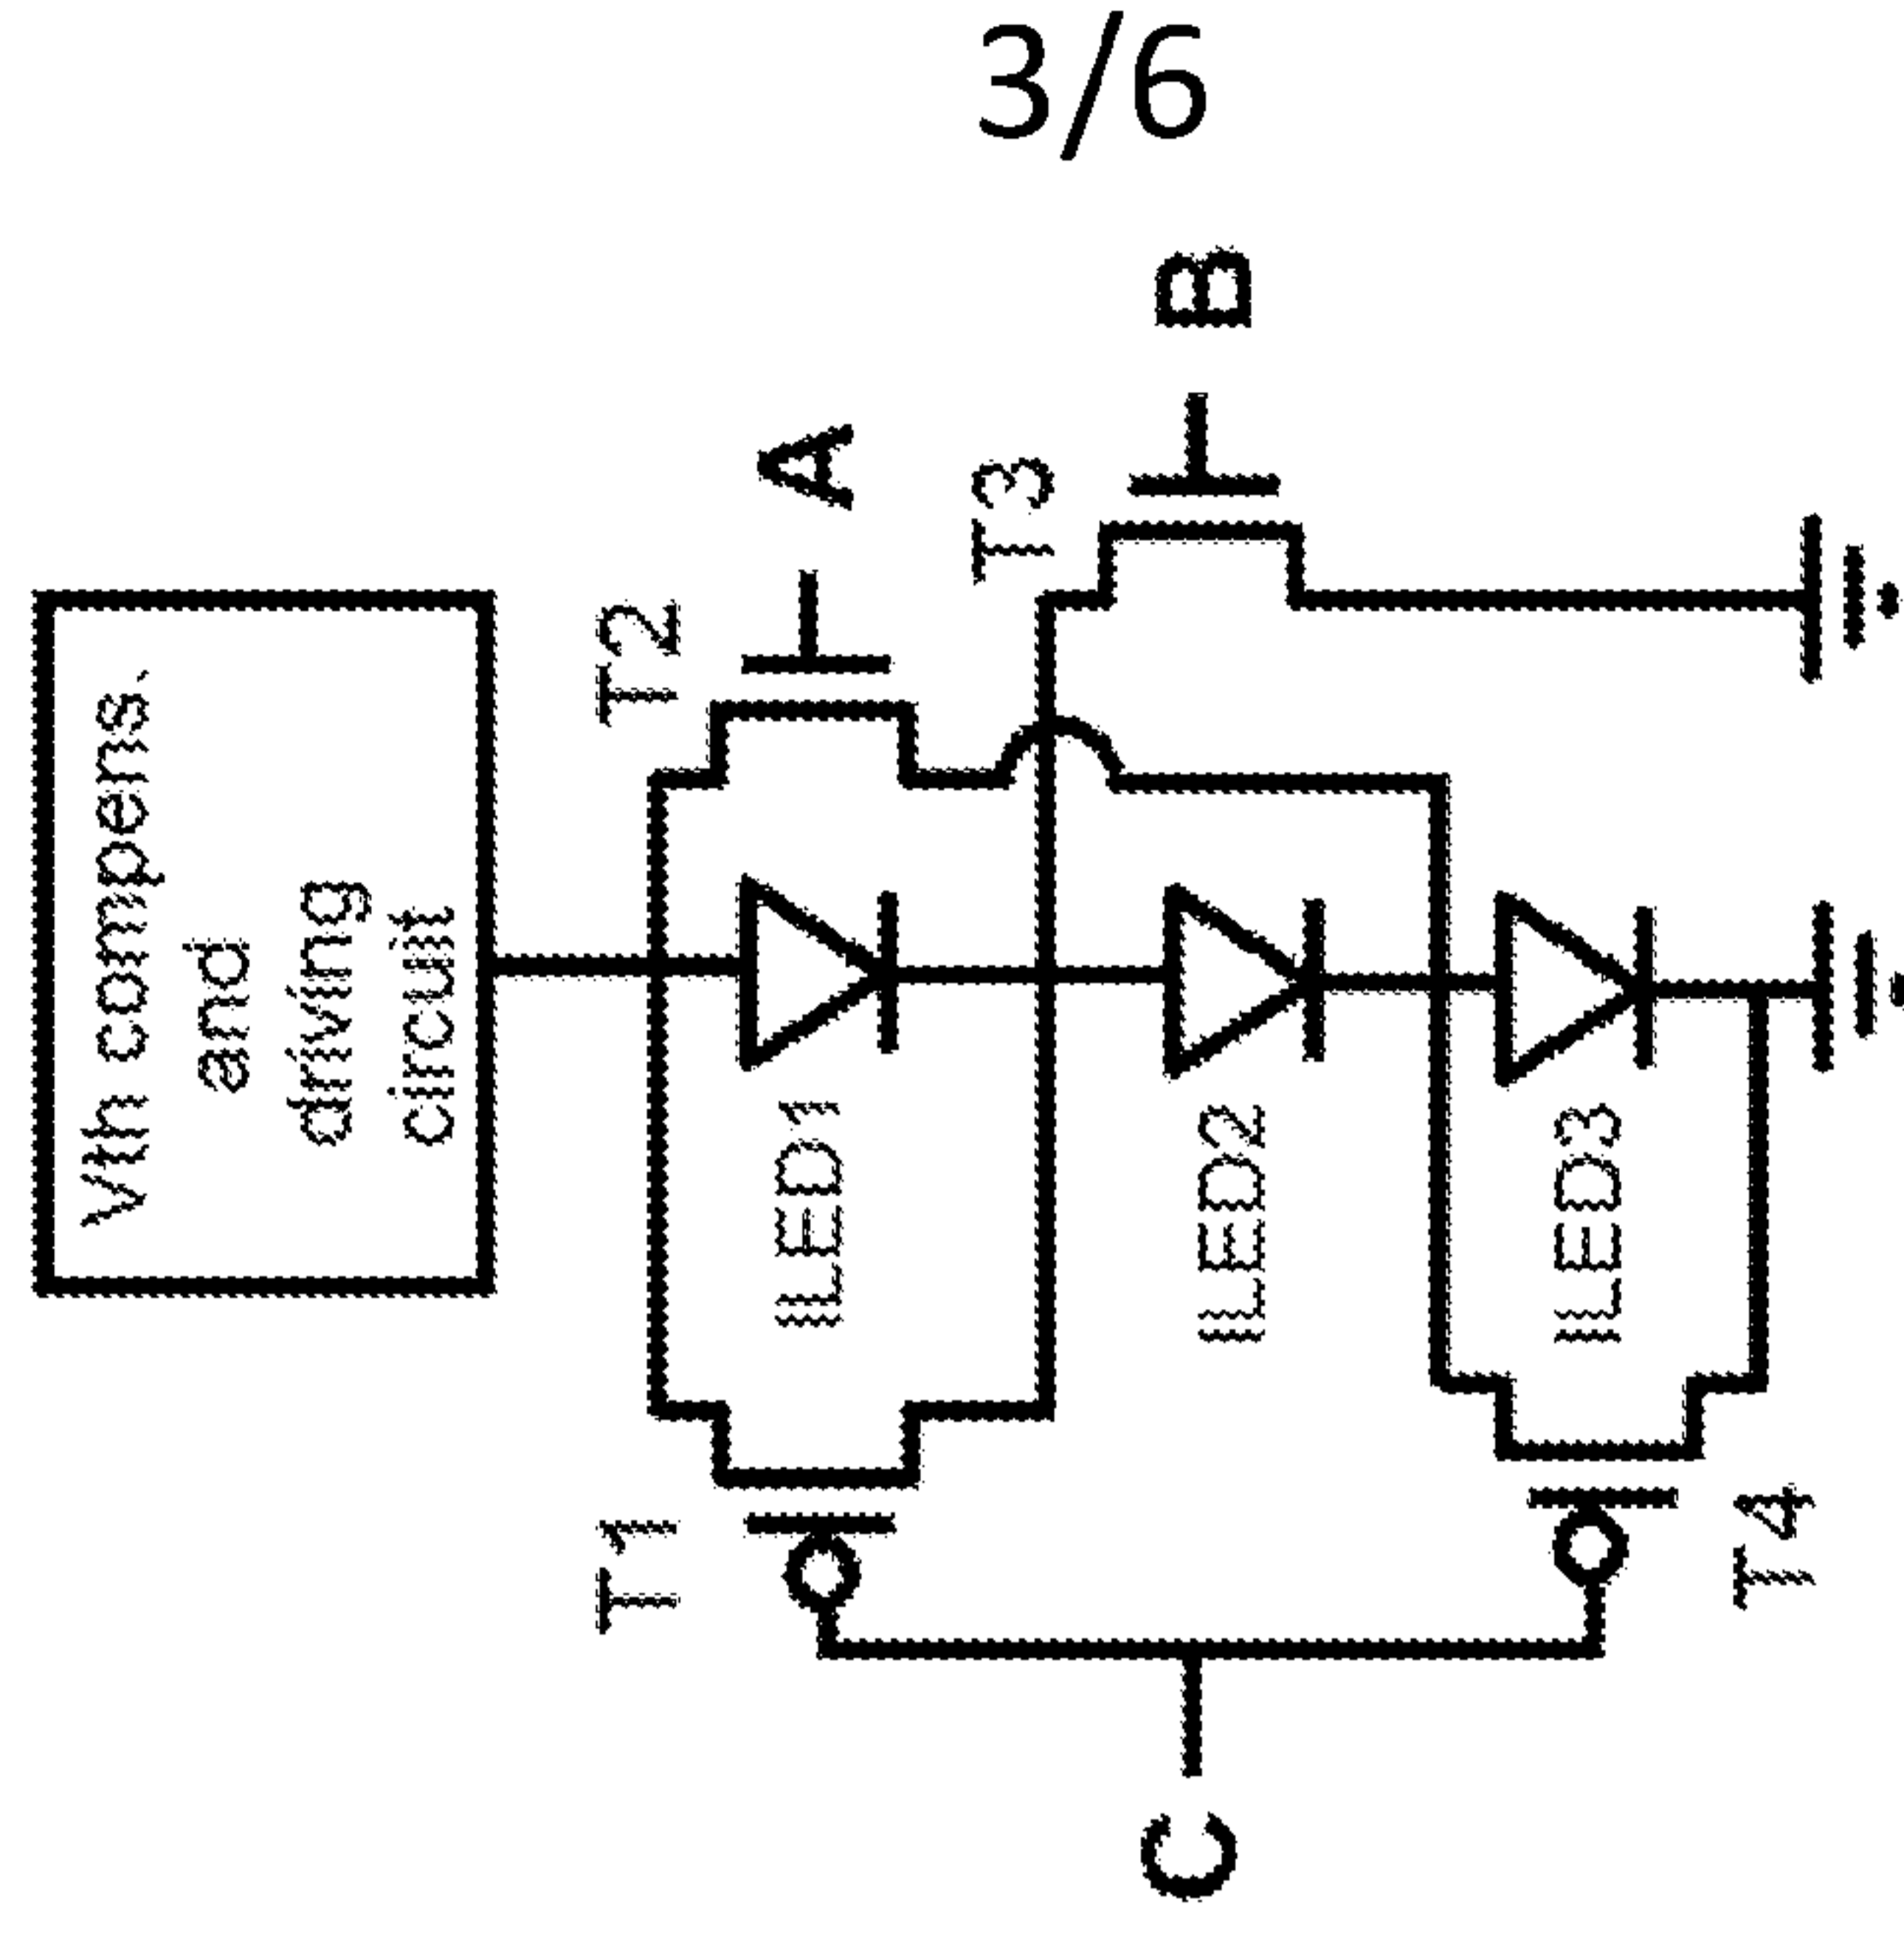 3/6
Vth compens.
and
driving
circuit
T2
A
T3
B
ILED1
ILED2
ILED3
T1
T4
C